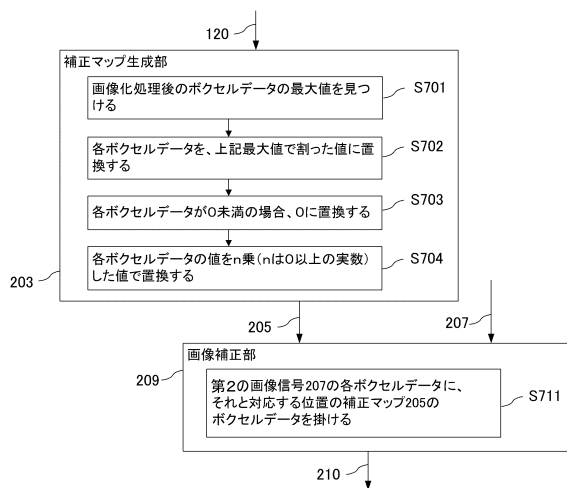 120
補正マップ生成部
画像化処理後のボクセルデータの最大値を見つ
ける
S701
各ボクセルデータを、上記最大値で割った値に置
換する
S702
各ボクセルデータが0未満の場合、0に置換する
S703
各ボクセルデータの値をn乗(nは0以上の実数)
した値で置換する
S704
203
205
207
画像補正部
209
第2の画像信号207の各ボクセルデータに、
それと対応する位置の補正マップ205の
ボクセルデータを掛ける
S711
210